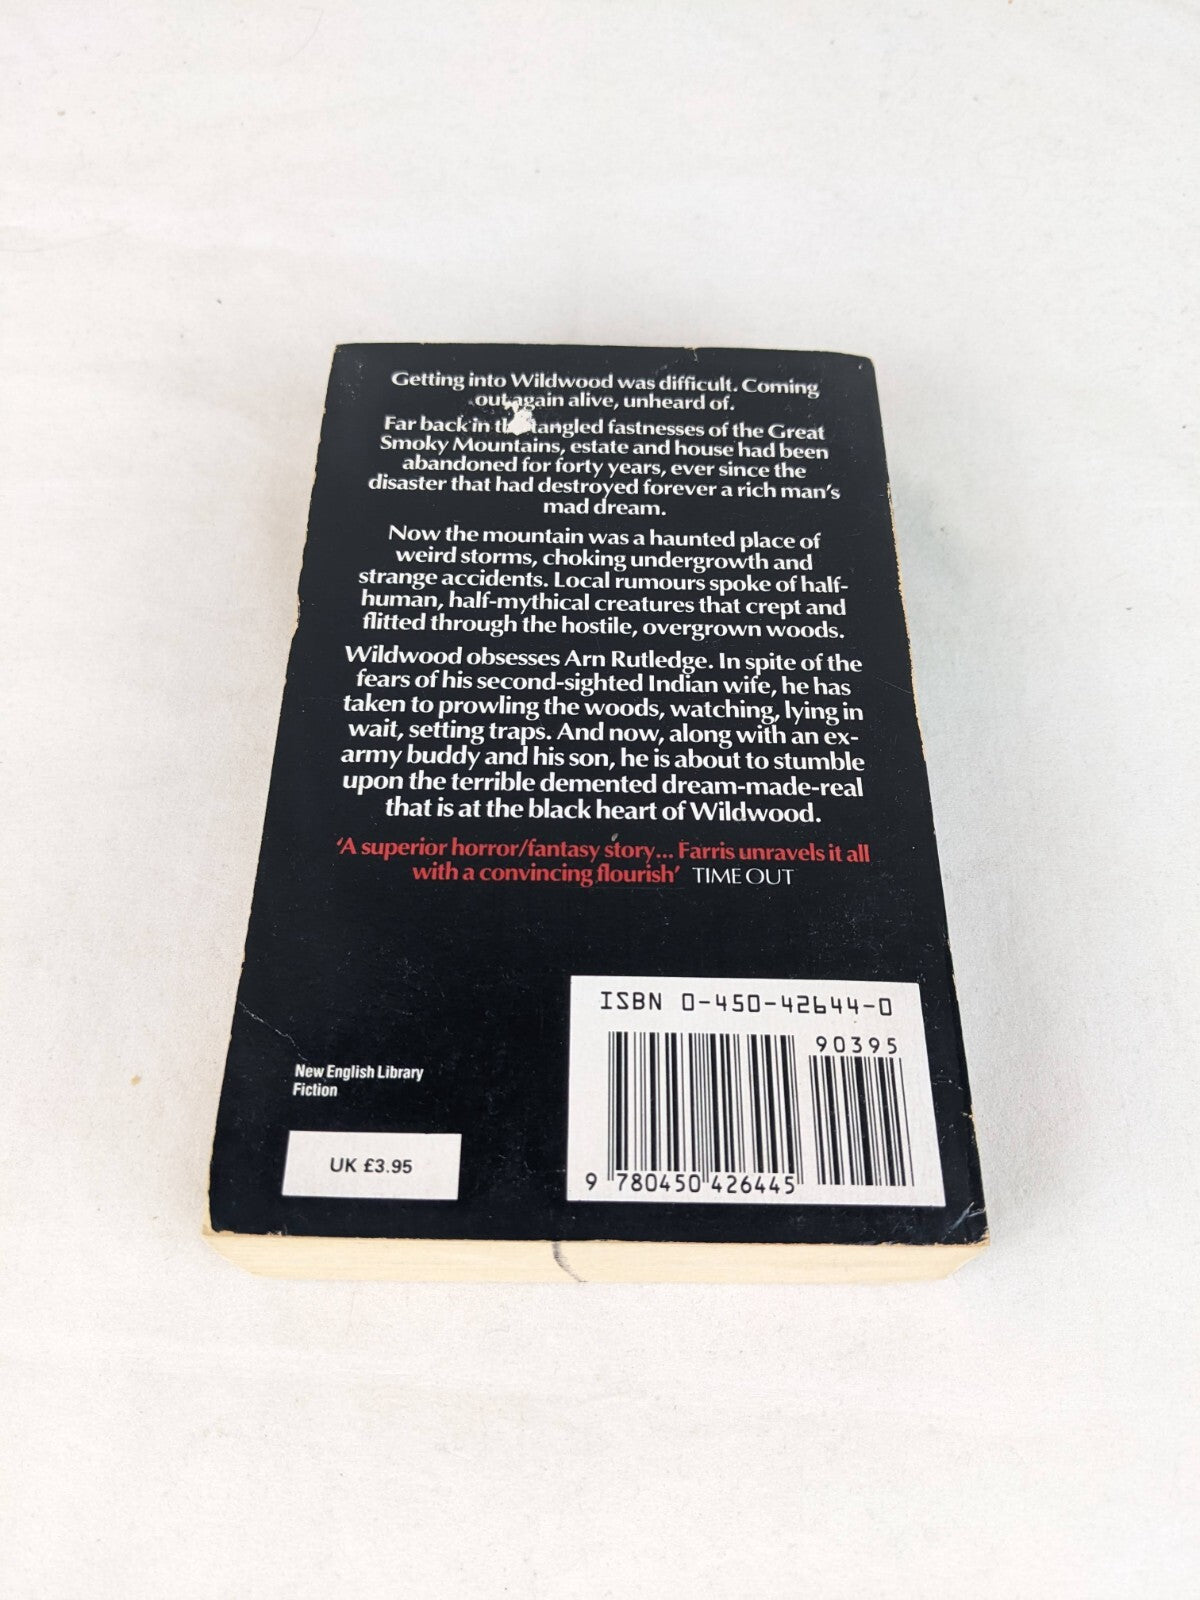 Getting into Wildwood was difficult. Coming
out again alive, unheard of.
Far back in tangled fastnesses of the Great
Smoky Mountains, estate and house had been
abandoned for forty years, ever since the
disaster that had destroyed forever a rich man's
mad dream.
Now the mountain was a haunted place of
weird storms, choking undergrowth and
strange accidents. Local rumours spoke of half-
human, half-mythical creatures that crept and
flitted through the hostile, overgrown woods.
Wildwood obsesses Arn Rutledge. In spite of the
fears of his second-sighted Indian wife, he has
taken to prowling the woods, watching, lying in
wait, setting traps. And now, along with an ex-
army buddy and his son, he is about to stumble
upon the terrible demented dream-made-real
that is at the black heart of Wildwood.
'A superior horror/fantasy story... Farris unravels it all
with a convincing flourish' TIME OUT
ISBN 0-450-42644-0
90395
New English Library
Fiction
UK £3.95
9 780450 426445